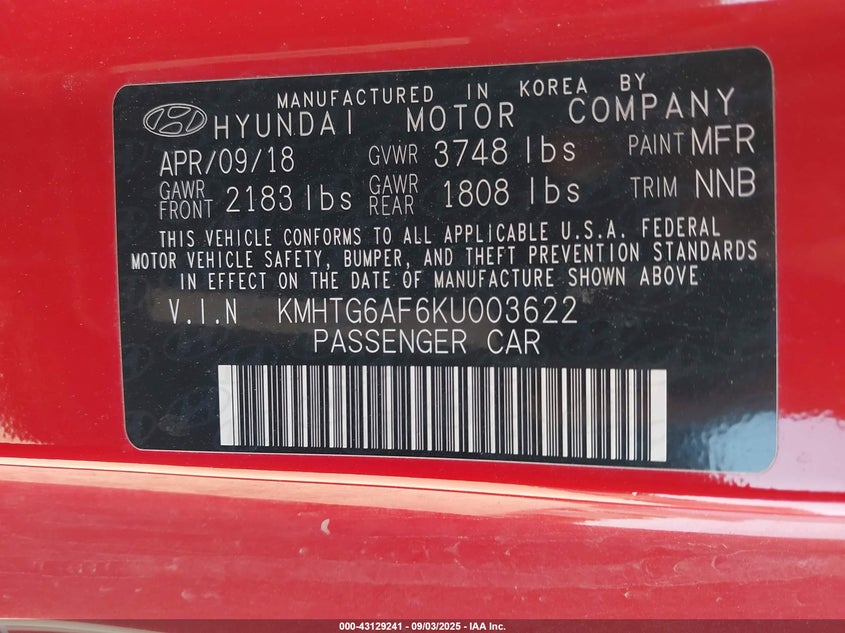 MANUFACTURED IN KOREA BY
HYUNDAI MOTOR COMPANY
APR/09/18 GVWR 3748 lbs PAINT MFR
GAWR FRONT 2183 lbs GAWR REAR 1808 lbs TRIM NNB
THIS VEHICLE CONFORMS TO ALL APPLICABLE U.S.A. FEDERAL
MOTOR VEHICLE SAFETY, BUMPER, AND THEFT PREVENTION STANDARDS
IN EFFECT ON THE DATE OF MANUFACTURE SHOWN ABOVE
V.I.N KMHTG6AF6KU003622
PASSENGER CAR
000-43129241 - 09/03/2025 - IAA Inc.